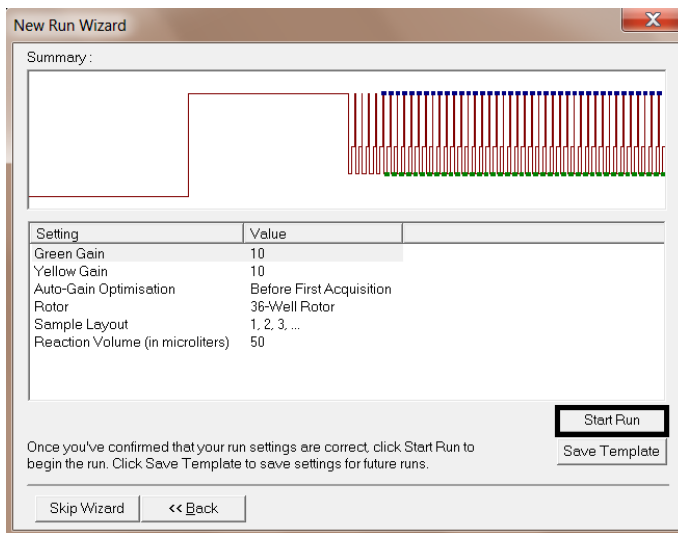 New Run Wizard
Summary :
Setting Value
Green Gain 10
Yellow Gain 10
Auto-Gain Optimisation Before First Acquisition
Rotor 36-Well Rotor
Sample Layout 1, 2, 3, ...
Reaction Volume (in microliters) 50
Start Run
Once you've confirmed that your run settings are correct, click Start Run to
begin the run. Click Save Template to save settings for future runs.
Save Template
Skip Wizard
<< Back